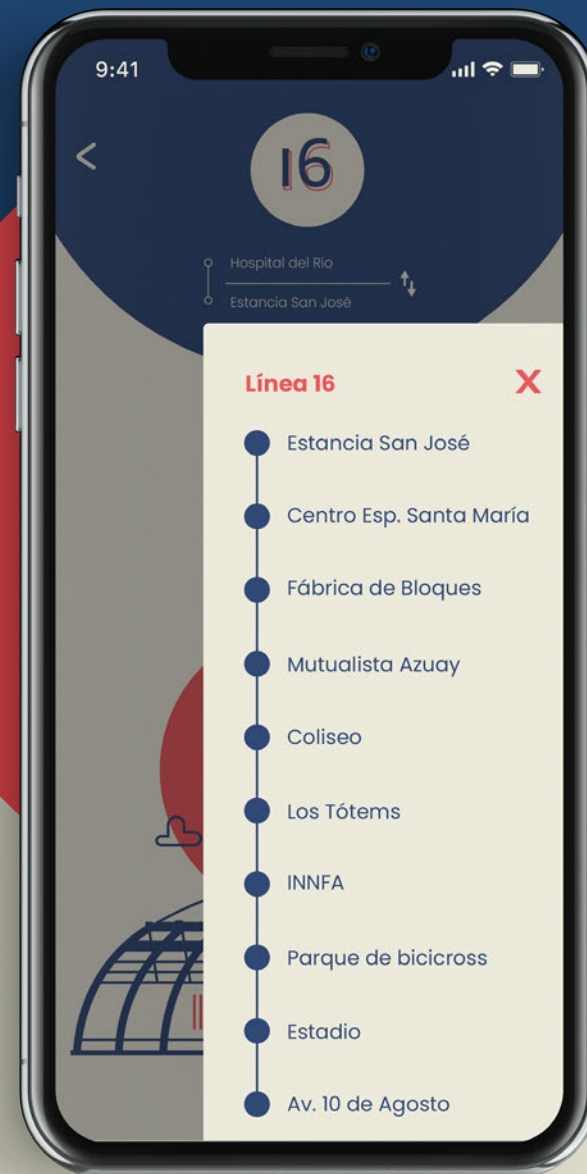 9:41
16
Hospital del Rio
Estancia San José
Línea 16
X
Estancia San José
Centro Esp. Santa María
Fábrica de Bloques
Mutualista Azuay
Coliseo
Los Tótems
INNFA
Parque de bicicross
Estadio
Av. 10 de Agosto